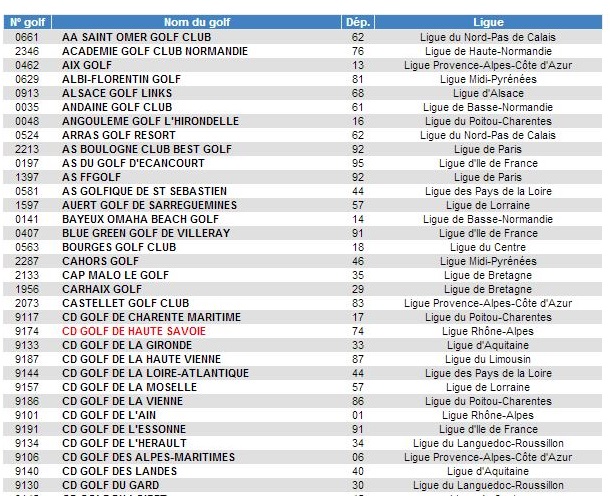 N° golf Nom du golf Dép. Ligue
0661 AA SAINT OMER GOLF CLUB 62 Ligue du Nord-Pas de Calais
2346 ACADEMIE GOLF CLUB NORMANDIE 76 Ligue de Haute-Normandie
0462 AIX GOLF 13 Ligue Provence-Alpes-Côte d'Azur
0629 ALBI-FLORENTIN GOLF 81 Ligue Midi-Pyrénées
0913 ALSACE GOLF LINKS 68 Ligue d'Alsace
0035 ANDAINE GOLF CLUB 61 Ligue de Basse-Normandie
0048 ANGOULEME GOLF L'HIRONDELLE 16 Ligue du Poitou-Charentes
0524 ARRAS GOLF RESORT 62 Ligue du Nord-Pas de Calais
2213 AS BOULOGNE CLUB BEST GOLF 92 Ligue de Paris
0197 AS DU GOLF D'ECANCOURT 95 Ligue d'Ile de France
1397 AS FFGOLF 92 Ligue de Paris
0581 AS GOLFIQUE DE ST SEBASTIEN 44 Ligue des Pays de la Loire
1597 AUERT GOLF DE SARREGUEMINES 57 Ligue de Lorraine
0141 BAYEUX OMAHA BEACH GOLF 14 Ligue de Basse-Normandie
0407 BLUE GREEN GOLF DE VILLERAY 91 Ligue d'Ile de France
0563 BOURGES GOLF CLUB 18 Ligue du Centre
2287 CAHORS GOLF 46 Ligue Midi-Pyrénées
2133 CAP MALO LE GOLF 35 Ligue de Bretagne
1956 CARHAIX GOLF 29 Ligue de Bretagne
2073 CASTELLET GOLF CLUB 83 Ligue Provence-Alpes-Côte d'Azur
9117 CD GOLF DE CHARENTE MARITIME 17 Ligue du Poitou-Charentes
9174 CD GOLF DE HAUTE SAVOIE 74 Ligue Rhône-Alpes
9133 CD GOLF DE LA GIRONDE 33 Ligue d'Aquitaine
9187 CD GOLF DE LA HAUTE VIENNE 87 Ligue du Limousin
9144 CD GOLF DE LA LOIRE-ATLANTIQUE 44 Ligue des Pays de la Loire
9157 CD GOLF DE LA MOSELLE 57 Ligue de Lorraine
9186 CD GOLF DE LA VIENNE 86 Ligue du Poitou-Charentes
9101 CD GOLF DE L'AIN 01 Ligue Rhône-Alpes
9191 CD GOLF DE L'ESSONNE 91 Ligue d'Ile de France
9134 CD GOLF DE L'HERAULT 34 Ligue du Languedoc-Roussillon
9106 CD GOLF DES ALPES-MARITIMES 06 Ligue Provence-Alpes-Côte d'Azur
9140 CD GOLF DES LANDES 40 Ligue d'Aquitaine
9130 CD GOLF DU GARD 30 Ligue du Languedoc-Roussillon